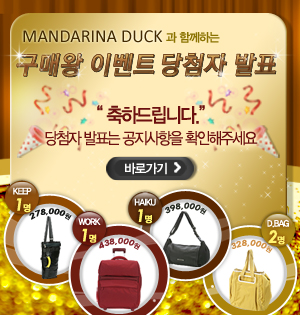 MANDARINA DUCK 과 함께하는
구매왕 이벤트 당첨자 발표
“ 축하드립니다.”
당첨자 발표는 공지사항을 확인해주세요
바로가기
KEEP
1명
278,000원
WORK
1명
438,000원
HAIKU
1명
398,000원
D.BAG
2명
328,000원